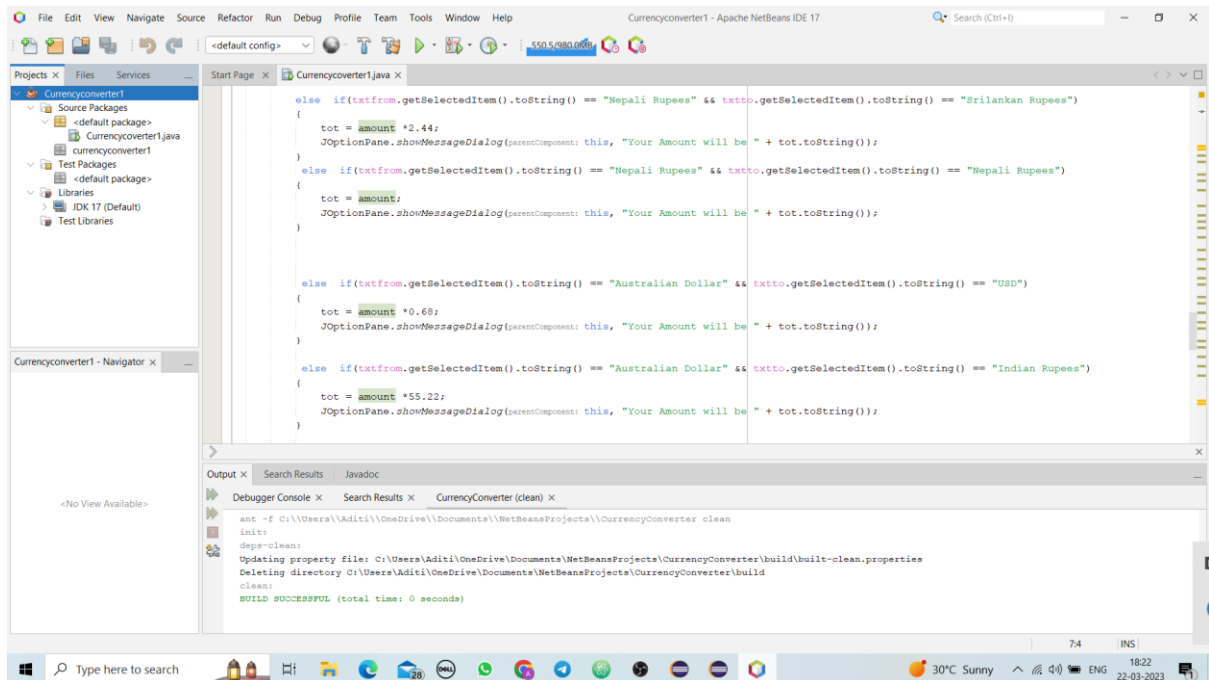 File Edit View Navigate Source Refactor Run Debug Profile Team Tools Window Help Currencyconverter1 - Apache NetBeans IDE 17 Search (Ctrl+I)
<default config> 550.5/980.0MB
Projects Files Services
Start Page Currencycoverter1.java
Currencyconverter1
Source Packages
<default package>
Currencycoverter1.java
currencyconverter1
Test Packages
<default package>
Libraries
JDK 17 (Default)
Test Libraries
else if(txtfrom.getSelectedItem().toString() == "Nepali Rupees" && txtto.getSelectedItem().toString() == "Srilankan Rupees")
{
tot = amount *2.44;
JOptionPane.showMessageDialog(parentComponent: this, "Your Amount will be " + tot.toString());
}
else if(txtfrom.getSelectedItem().toString() == "Nepali Rupees" && txtto.getSelectedItem().toString() == "Nepali Rupees")
{
tot = amount;
JOptionPane.showMessageDialog(parentComponent: this, "Your Amount will be " + tot.toString());
}
else if(txtfrom.getSelectedItem().toString() == "Australian Dollar" && txtto.getSelectedItem().toString() == "USD")
{
tot = amount *0.68;
JOptionPane.showMessageDialog(parentComponent: this, "Your Amount will be " + tot.toString());
}
else if(txtfrom.getSelectedItem().toString() == "Australian Dollar" && txtto.getSelectedItem().toString() == "Indian Rupees")
{
tot = amount *55.22;
JOptionPane.showMessageDialog(parentComponent: this, "Your Amount will be " + tot.toString());
}
Currencyconverter1 - Navigator
<No View Available>
Output Search Results Javadoc
Debugger Console Search Results CurrencyConverter (clean)
ant -f C:\\Users\\Aditi\\OneDrive\\Documents\\NetBeansProjects\\CurrencyConverter clean
init:
deps-clean:
Updating property file: C:\Users\Aditi\OneDrive\Documents\NetBeansProjects\CurrencyConverter\build\built-clean.properties
Deleting directory C:\Users\Aditi\OneDrive\Documents\NetBeansProjects\CurrencyConverter\build
clean:
BUILD SUCCESSFUL (total time: 0 seconds)
7:4 INS
Type here to search
28
DELL
30°C Sunny
ENG
18:22
22-03-2023